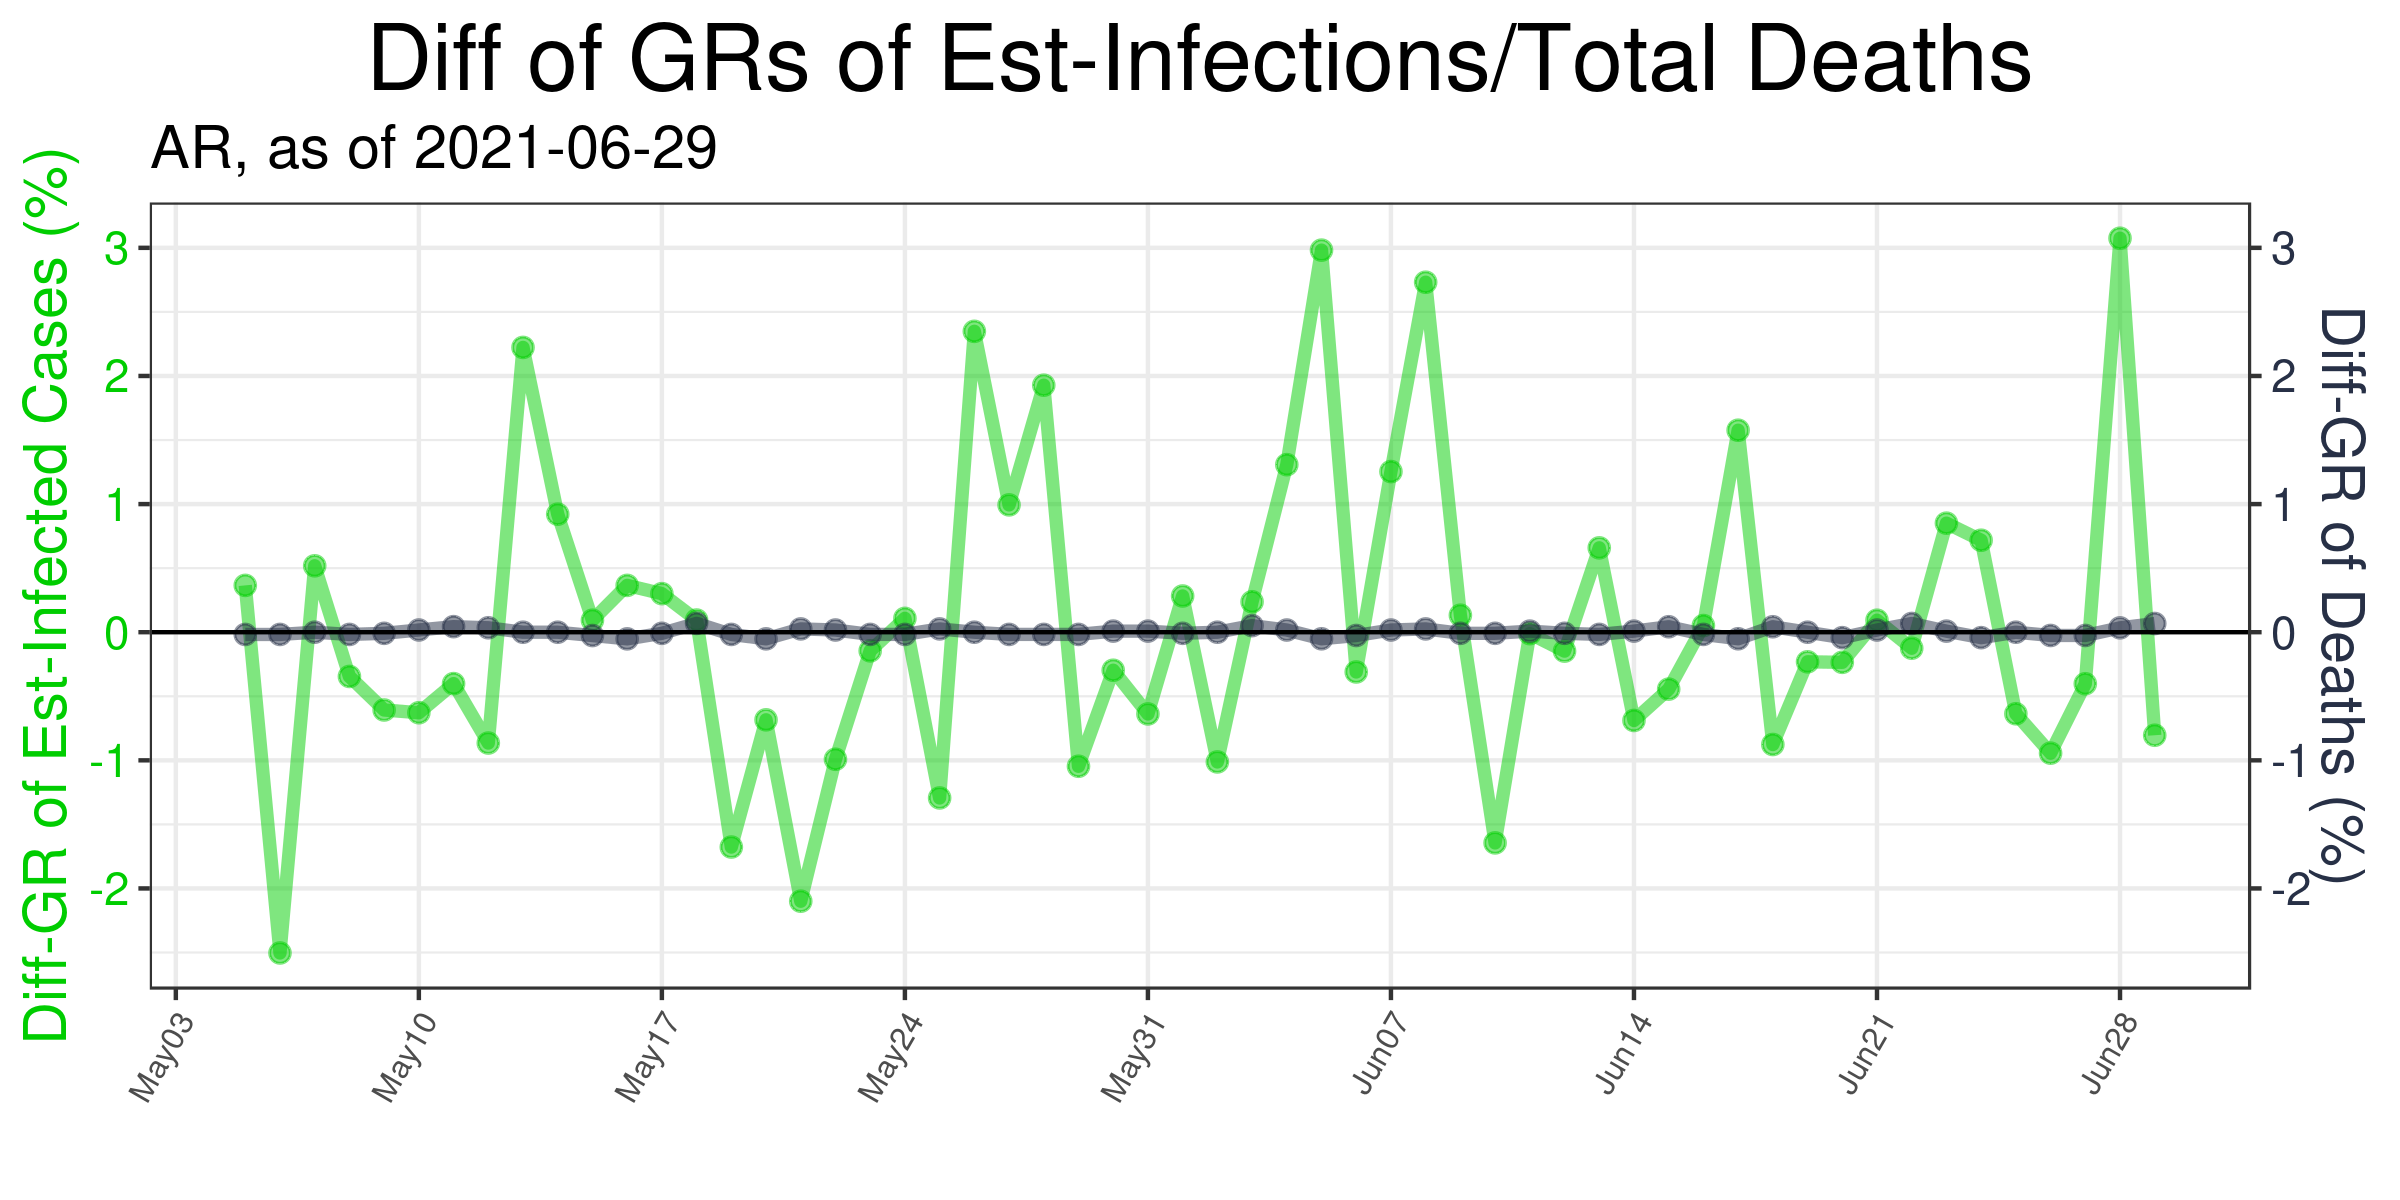 Diff of GRs of Est-Infections/Total Deaths
AR, as of 2021-06-29
Diff-GR of Est-Infected Cases (%)
3
2
1
0
-1
-2
3
2
1
0
-1
-2
Diff-GR of Deaths (%)
May03
May10
May17
May24
May31
Jun07
Jun14
Jun21
Jun28